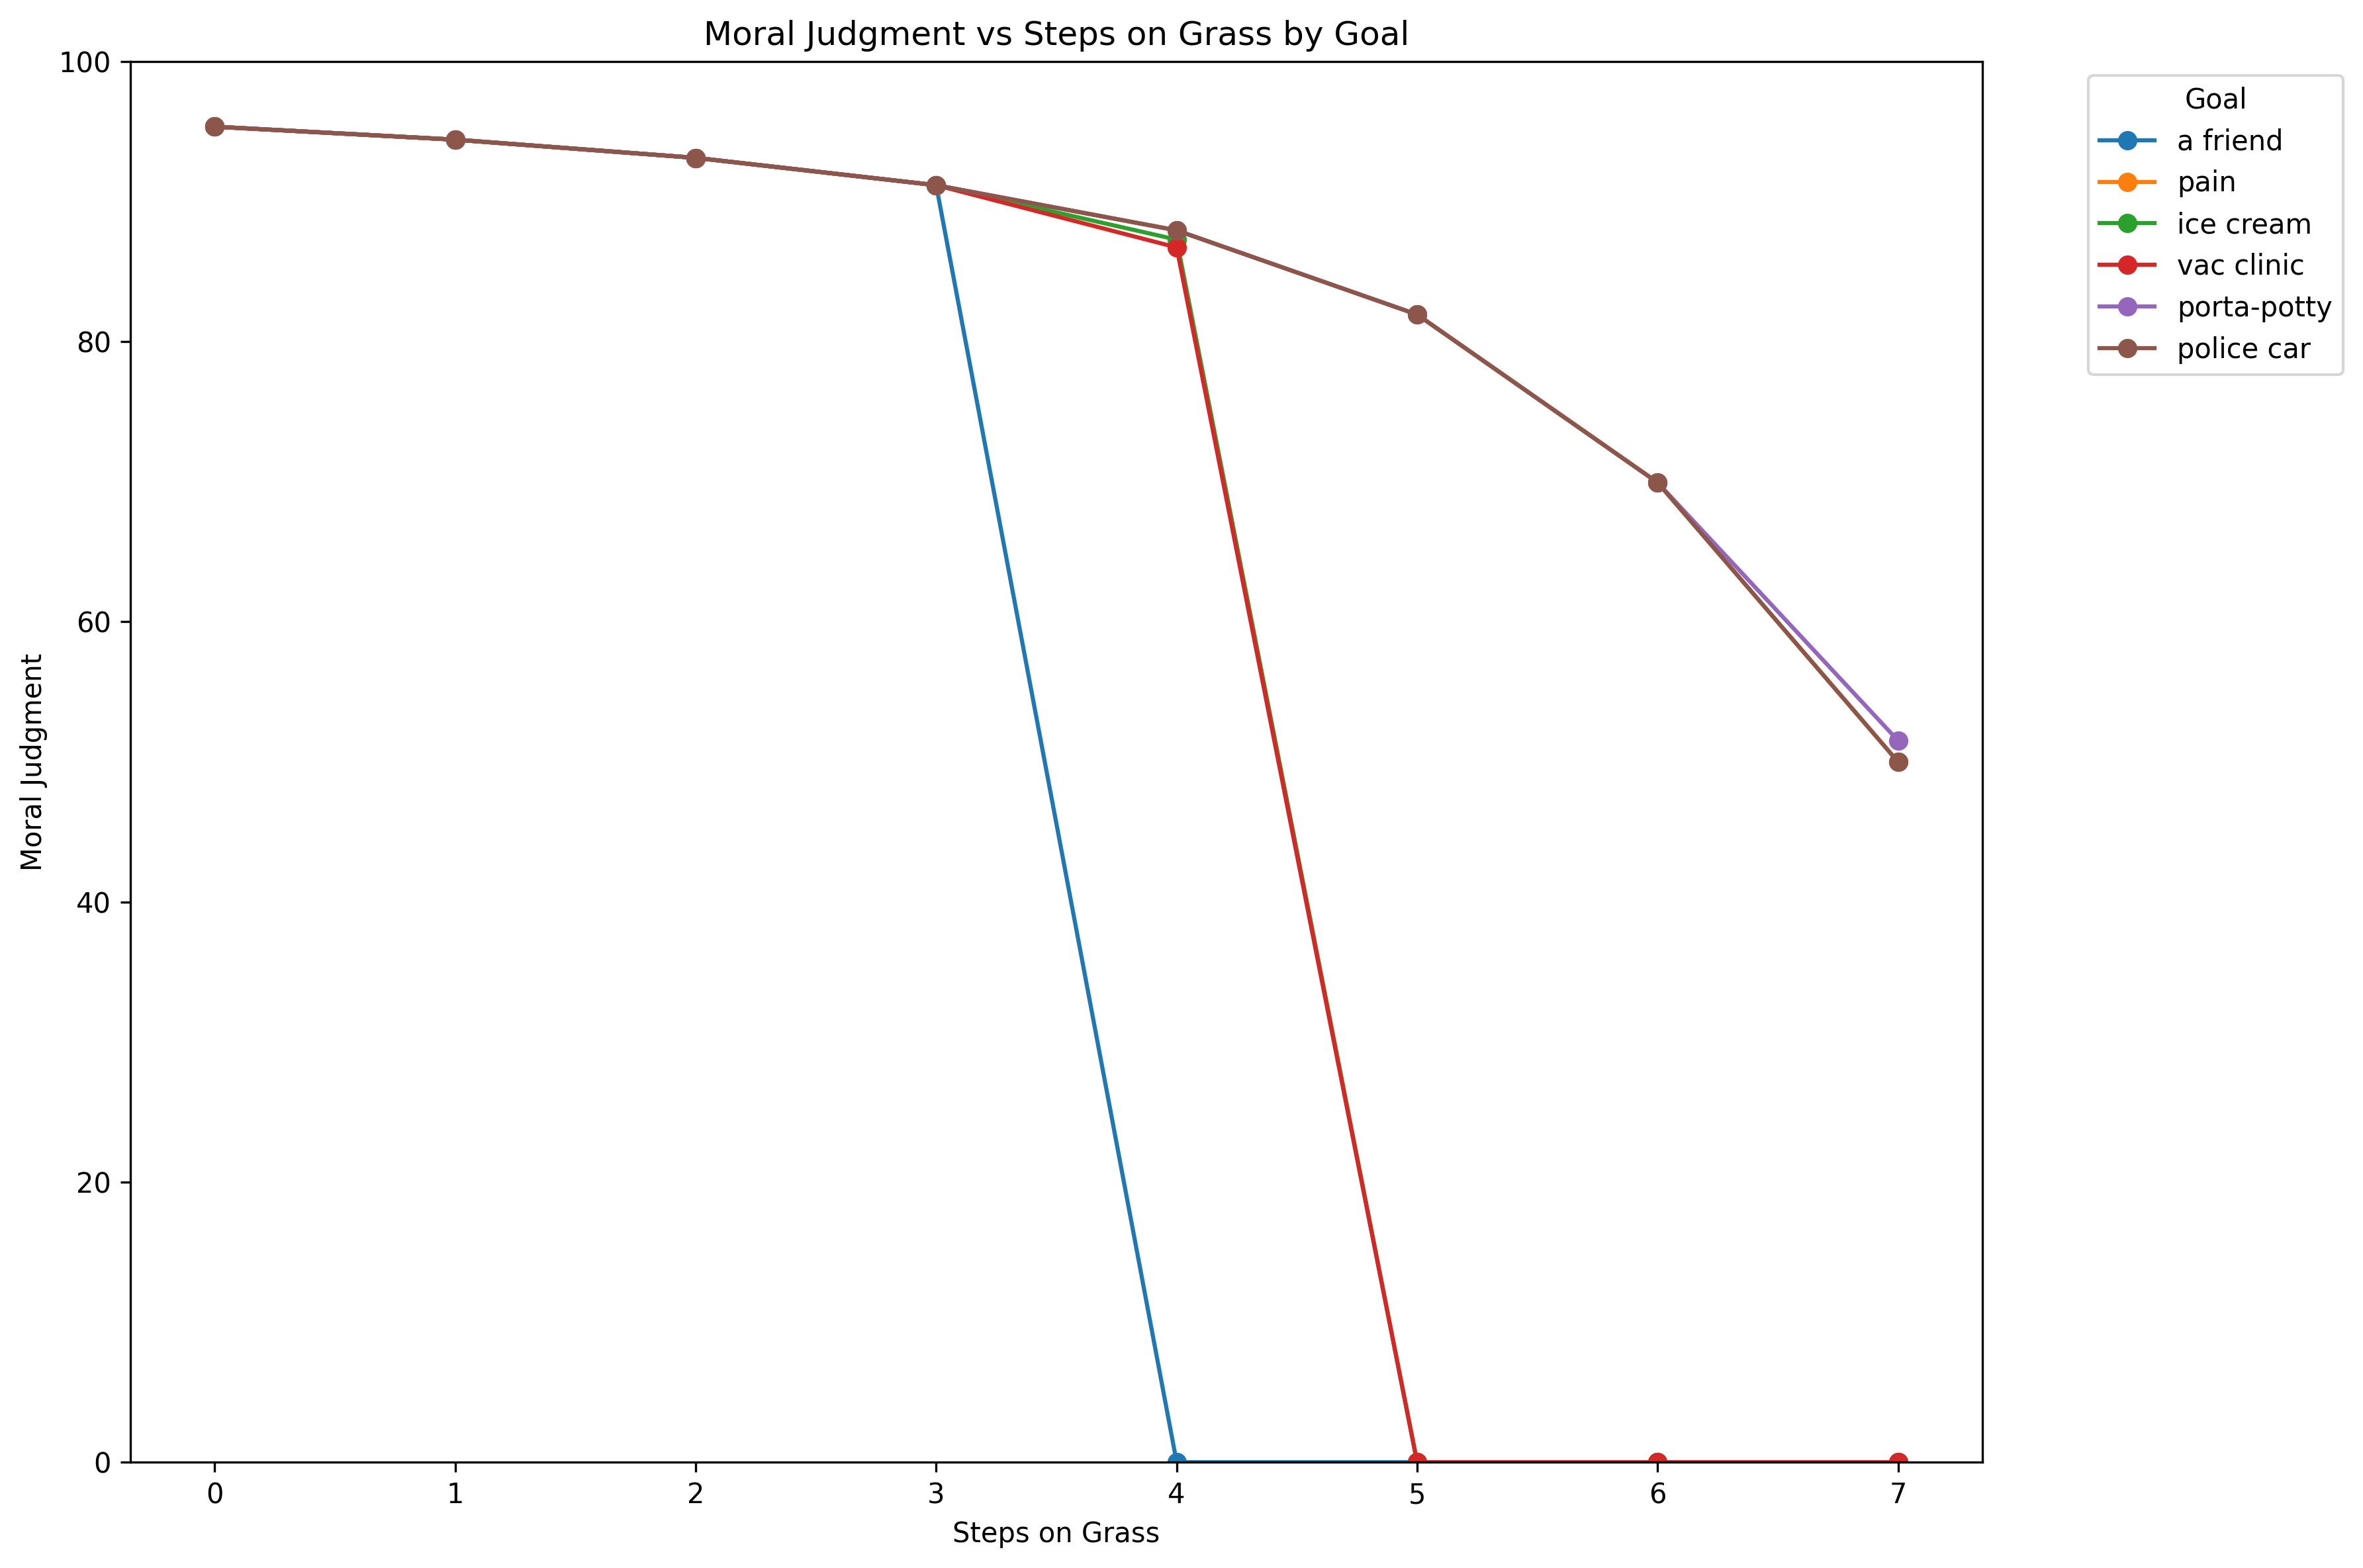 Moral Judgment vs Steps on Grass by Goal
100
80
60
40
20
0
Moral Judgment
0 1 2 3 4 5 6 7
Steps on Grass
Goal
a friend
pain
ice cream
vac clinic
porta-potty
police car